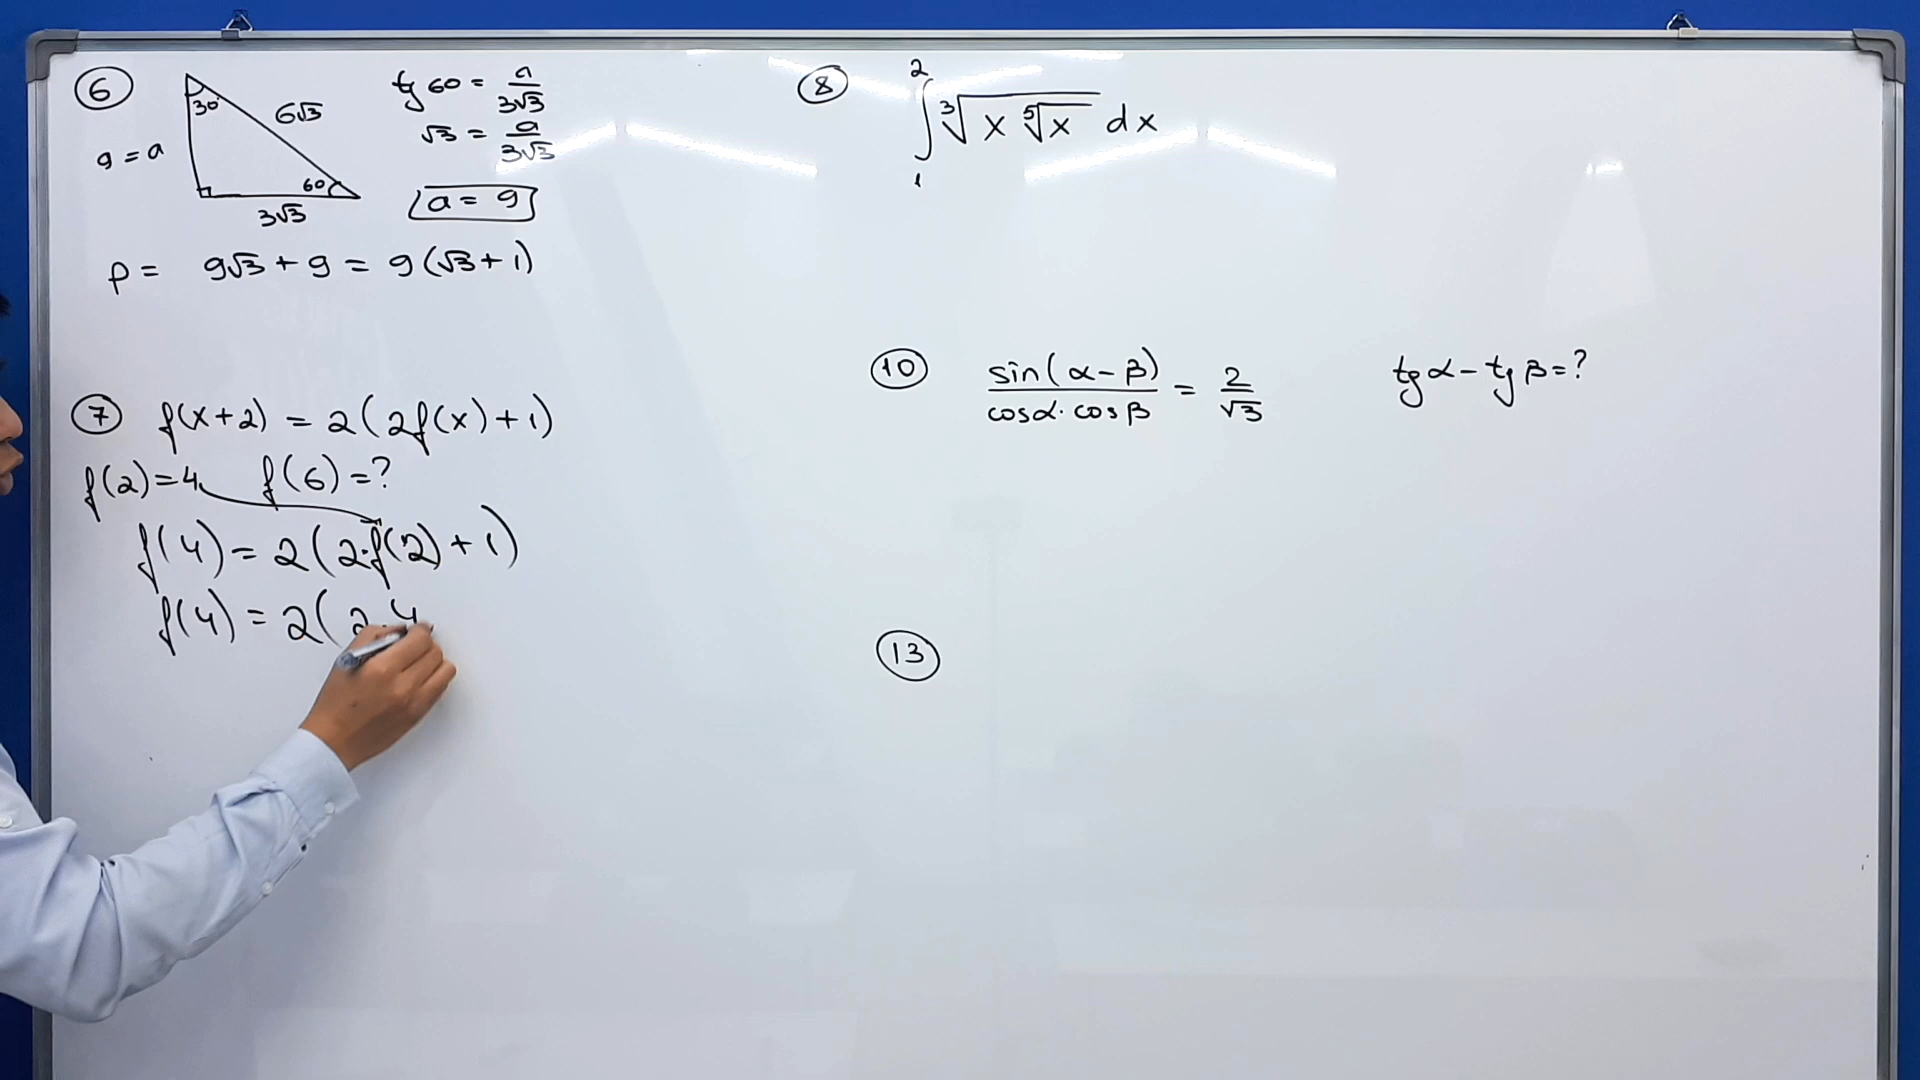 6
30°
6√3
9 = a
60
3√3
tg 60 = a/3√3
√3 = a/3√3
a = 9
P = 9√3 + 9 = 9(√3 + 1)
7 f(x+2) = 2(2f(x)+1)
f(2)=4 f(6)=?
f(4) = 2(2·f(2)+1)
f(4) = 2(2·4
8 ∫₁² ∛(x ⁵√x) dx
10 sin(α-β)/cosα·cosβ = 2/√3 tgα - tgβ=?
13